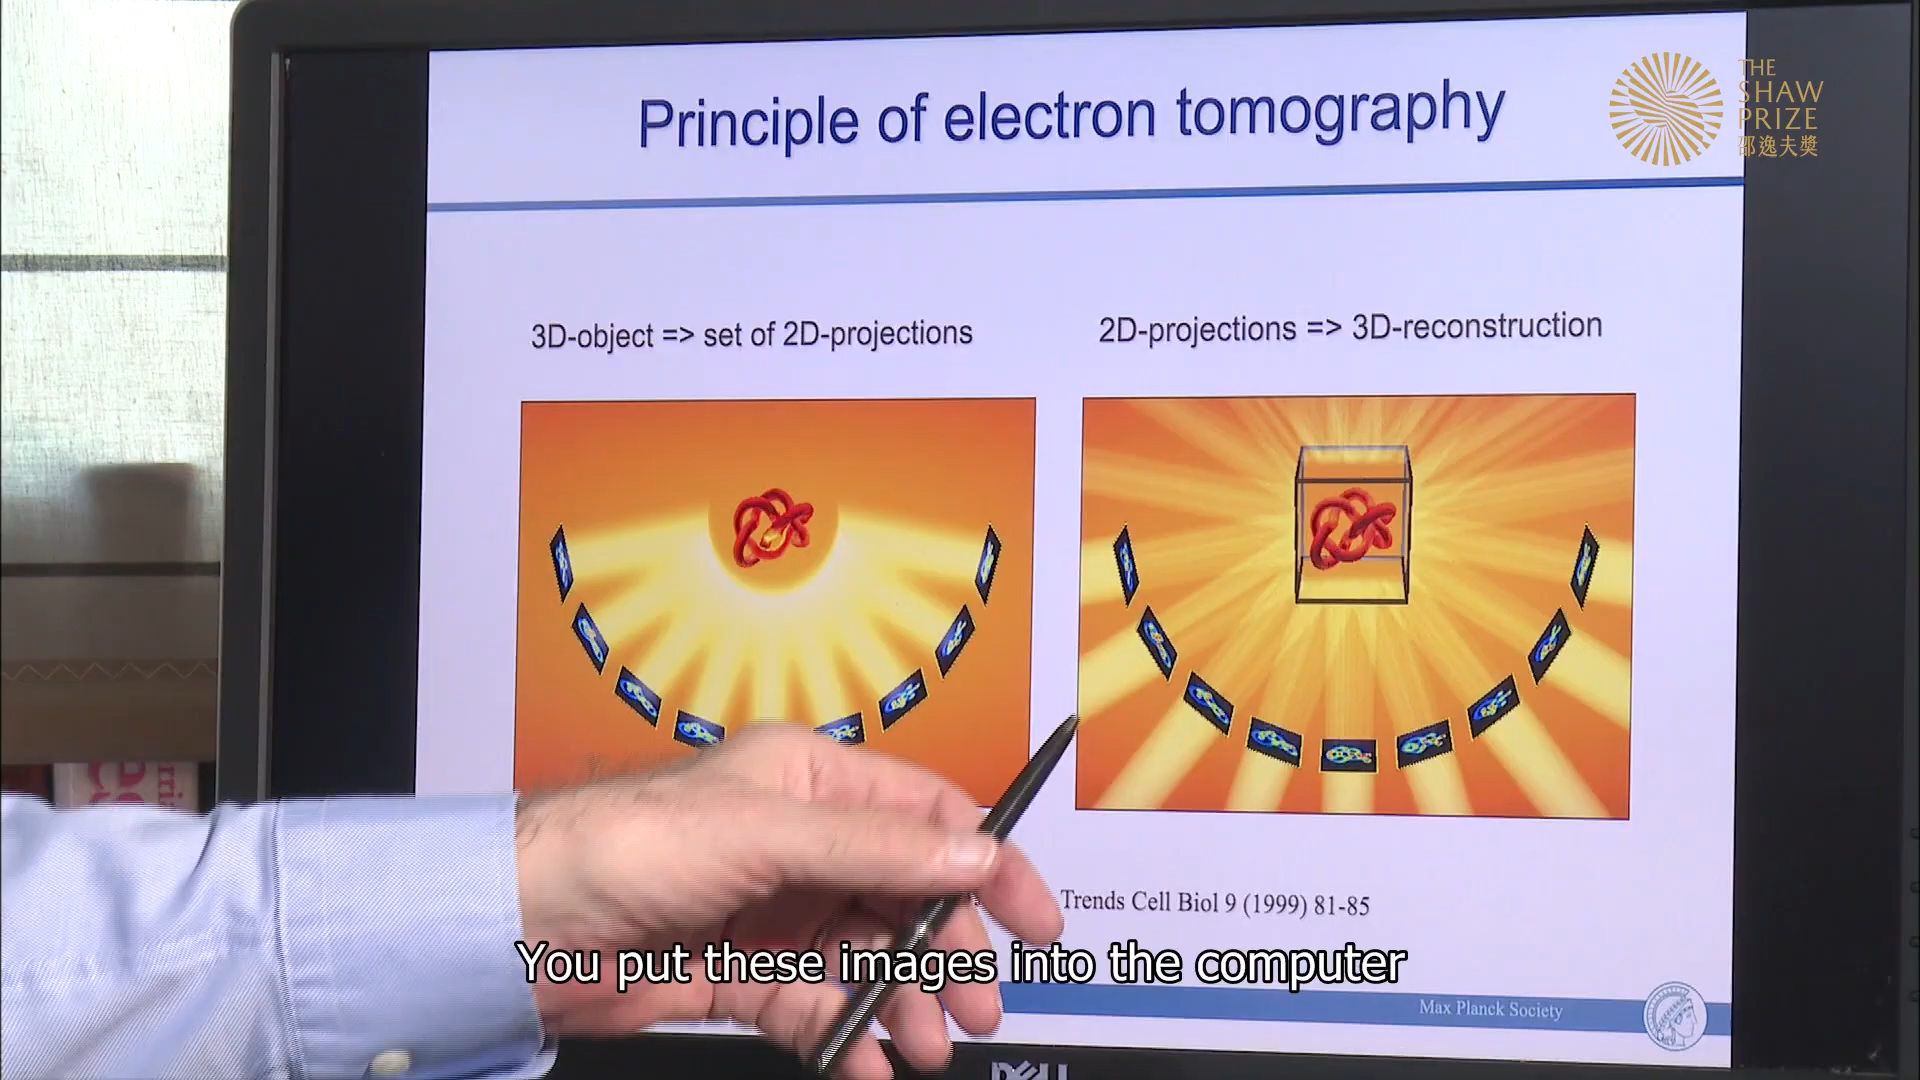 Principle of electron tomography
THE
SHAW
PRIZE
邵逸夫獎
3D-object => set of 2D-projections
2D-projections => 3D-reconstruction
Trends Cell Biol 9 (1999) 81-85
You put these images into the computer
Max Planck Society
DELL